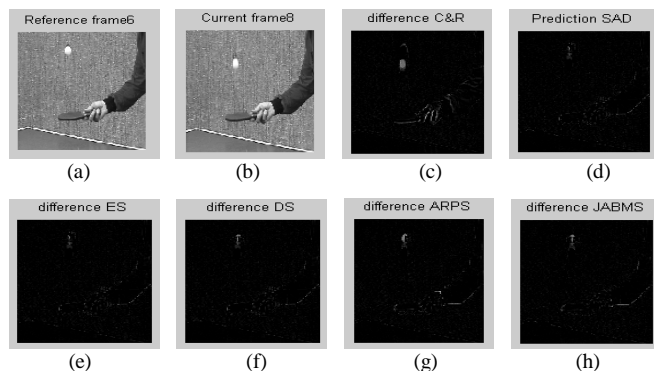 Reference frame6
Current frame8
difference C&R
Prediction SAD
(a)
(b)
(c)
(d)
difference ES
difference DS
difference ARPS
difference JABMS
(e)
(f)
(g)
(h)